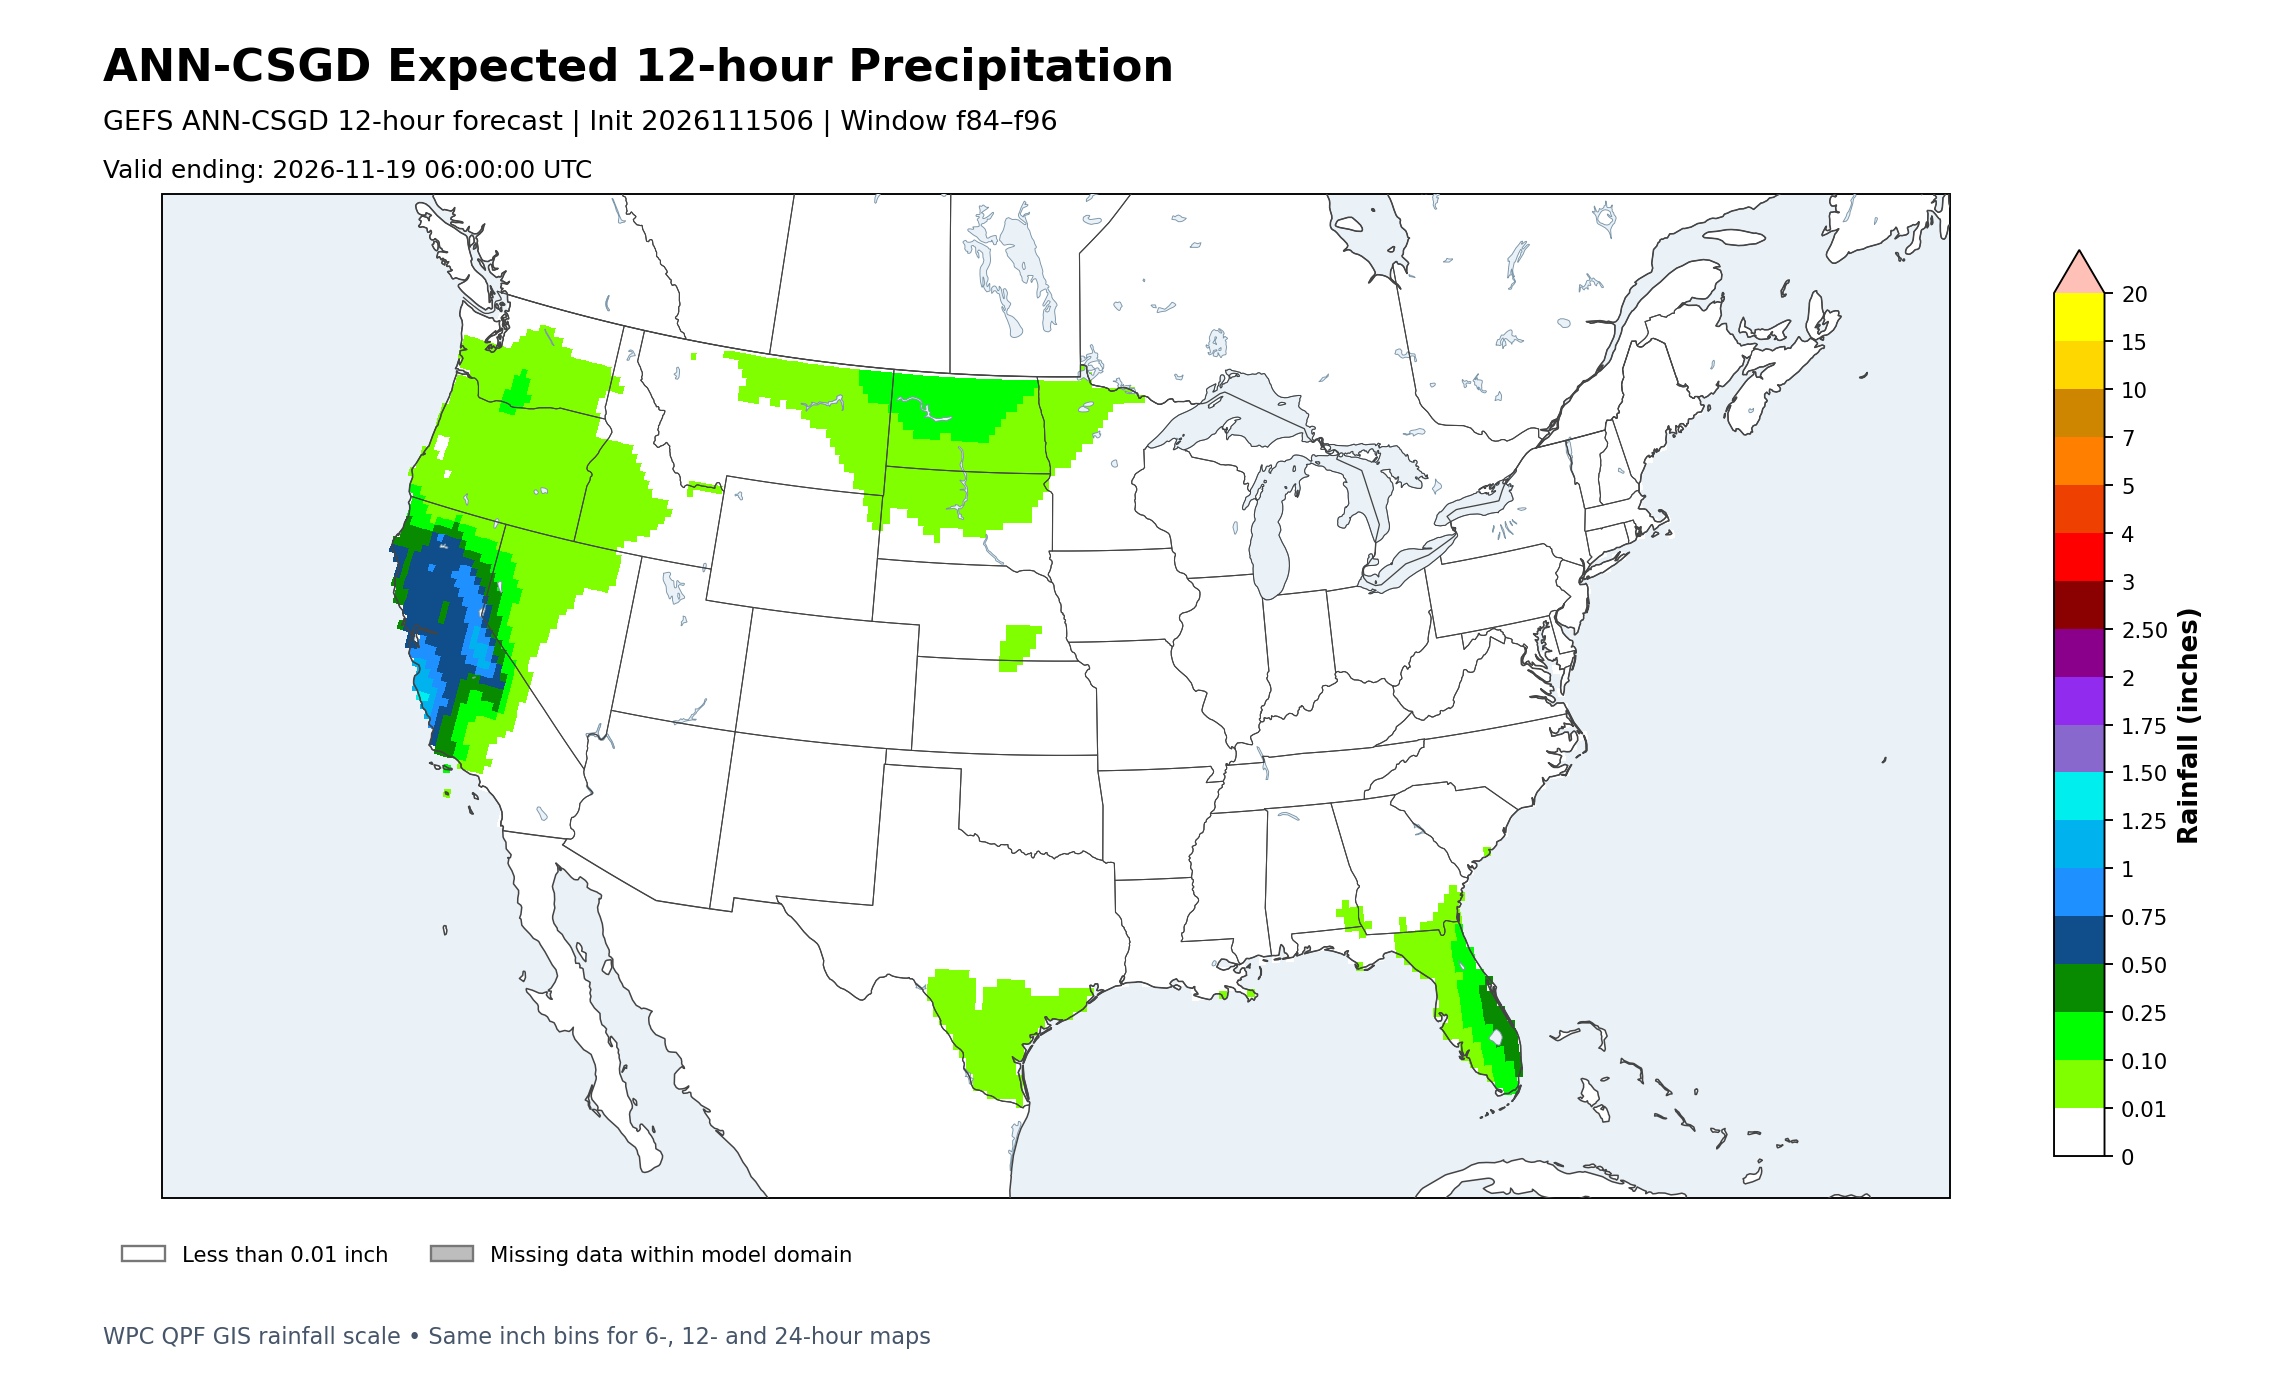 ANN-CSGD Expected 12-hour Precipitation
GEFS ANN-CSGD 12-hour forecast | Init 2026111506 | Window f84–f96
Valid ending: 2026-11-19 06:00:00 UTC
20
15
10
7
5
4
3
2.50
2
1.75
1.50
1.25
1
0.75
0.50
0.25
0.10
0.01
0
Rainfall (inches)
Less than 0.01 inch
Missing data within model domain
WPC QPF GIS rainfall scale • Same inch bins for 6-, 12- and 24-hour maps